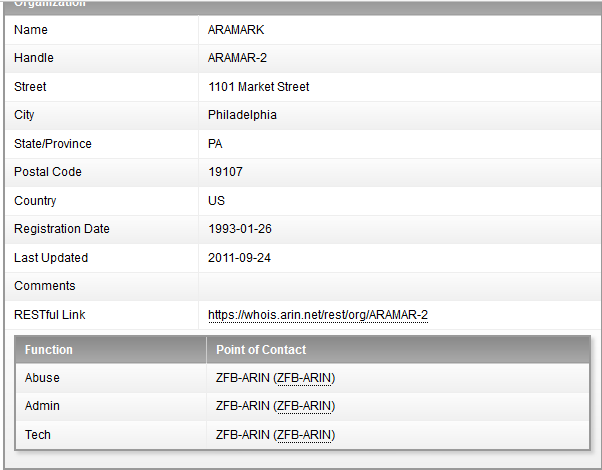 Organization
Name ARAMARK
Handle ARAMAR-2
Street 1101 Market Street
City Philadelphia
State/Province PA
Postal Code 19107
Country US
Registration Date 1993-01-26
Last Updated 2011-09-24
Comments
RESTful Link https://whois.arin.net/rest/org/ARAMAR-2
Function Point of Contact
Abuse ZFB-ARIN (ZFB-ARIN)
Admin ZFB-ARIN (ZFB-ARIN)
Tech ZFB-ARIN (ZFB-ARIN)